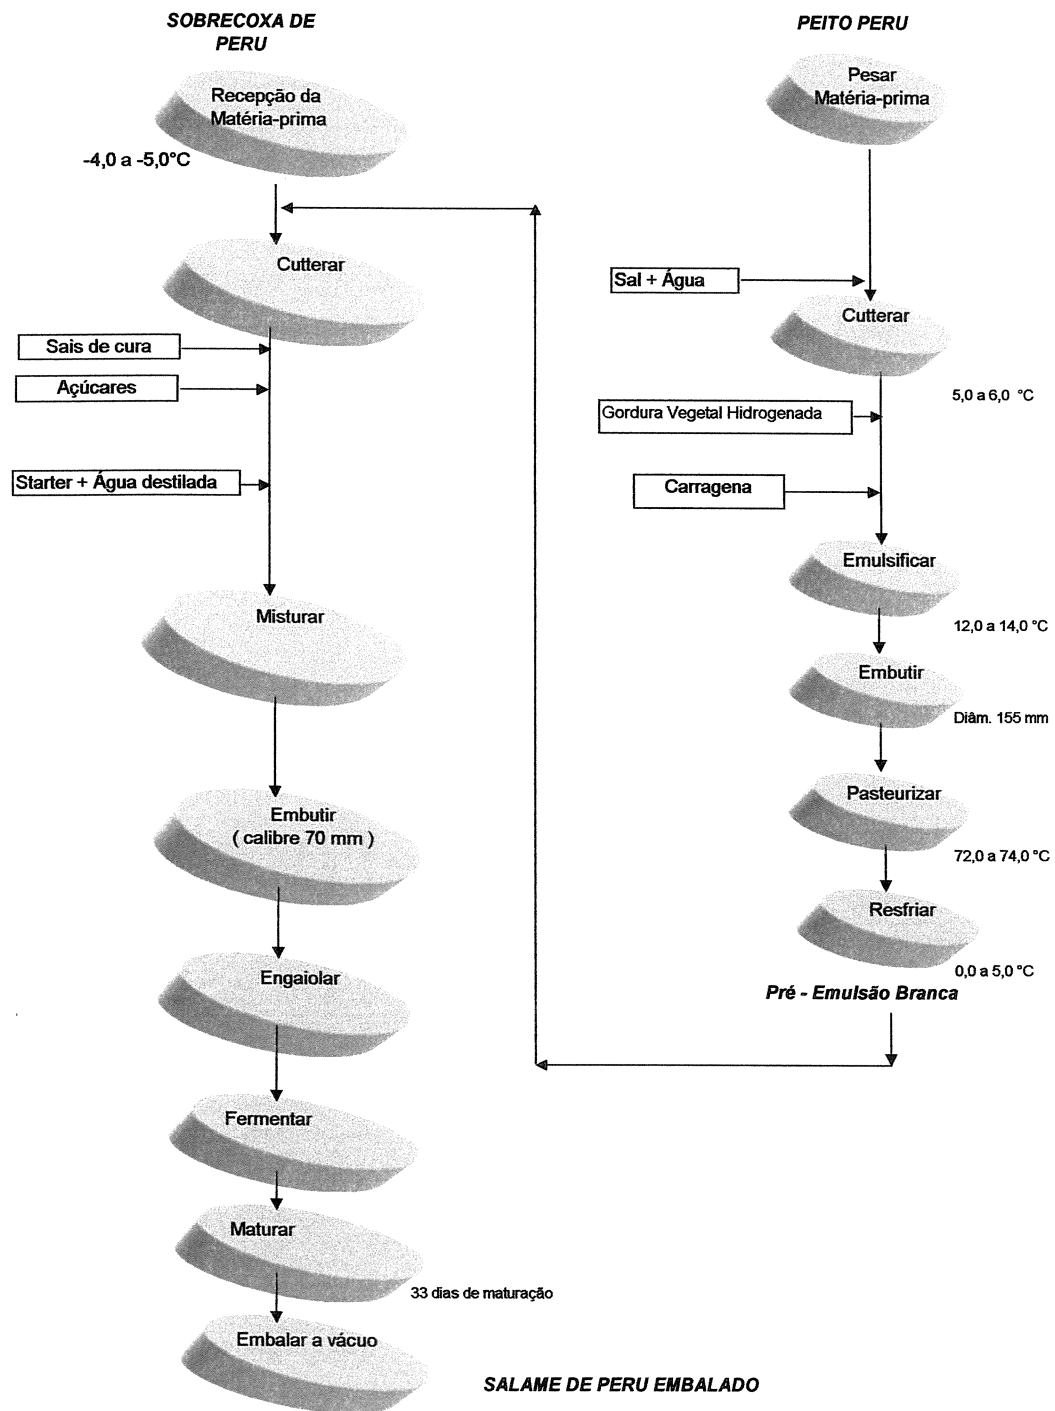 SOBRECOXA DE
PERU
Recepção da
Matéria-prima
-4,0 a -5,0°C
Cutterar
Sais de cura
Açúcares
Starter + Água destilada
Misturar
Embutir
( calibre 70 mm )
Engaiolar
Fermentar
Maturar
33 dias de maturação
Embalar a vácuo
PEITO PERU
Pesar
Matéria-prima
Sal + Água
Cutterar
5,0 a 6,0 °C
Gordura Vegetal Hidrogenada
Carragena
Emulsificar
12,0 a 14,0 °C
Embutir
Diâm. 155 mm
Pasteurizar
72,0 a 74,0 °C
Resfriar
0,0 a 5,0 °C
Pré - Emulsão Branca
SALAME DE PERU EMBALADO